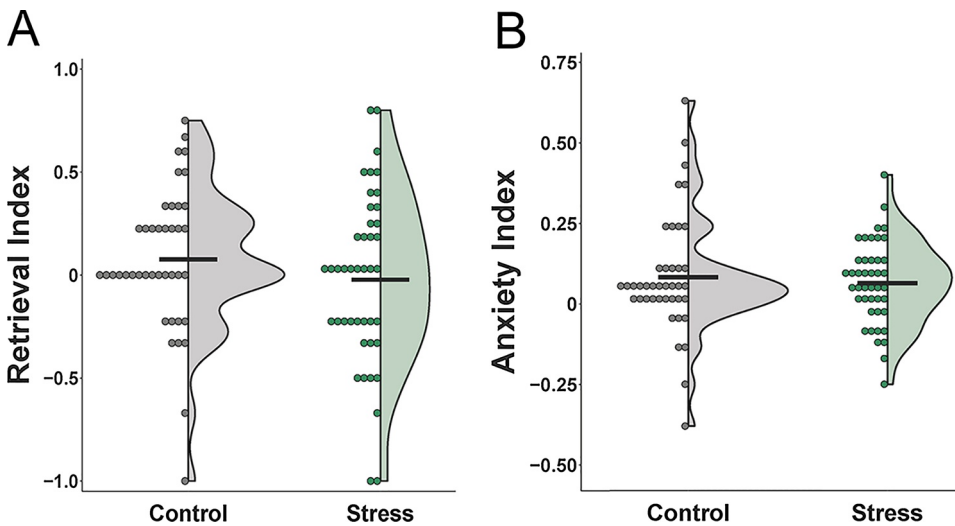 A
Retrieval Index
1.0
0.5
0
−0.5
−1.0
Control
Stress
B
Anxiety Index
0.75
0.50
0.25
0
−0.25
−0.50
Control
Stress